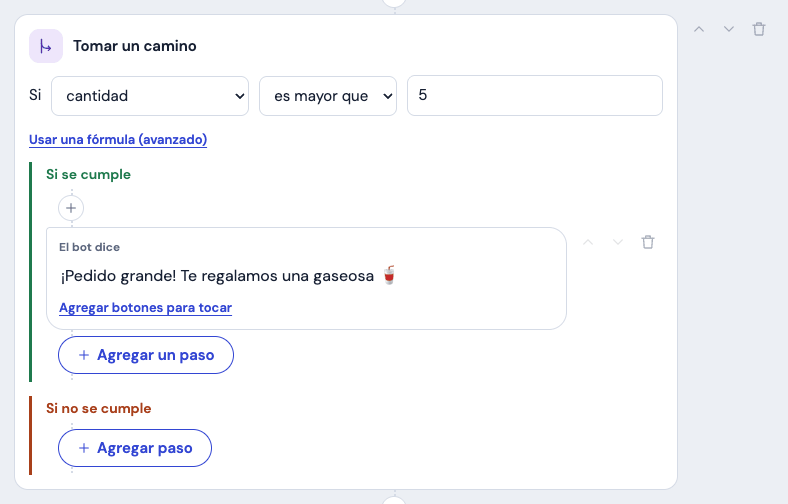 Tomar un camino
Si cantidad es mayor que 5
Usar una fórmula (avanzado)
Si se cumple
El bot dice
¡Pedido grande! Te regalamos una gaseosa 🥤
Agregar botones para tocar
+ Agregar un paso
Si no se cumple
+ Agregar paso